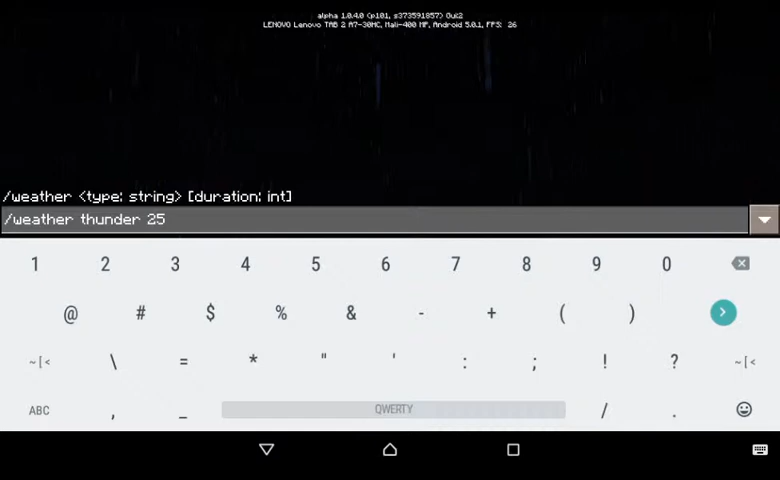 alpha 1.0.4.0 (p101, s373591857) Gui2
LENOVO Lenovo TAB 2 A7-30HC, Mali-400 MP, Android 5.0.1, FPS: 26
/weather <type: string> [duration: int]
/weather thunder 25
1 2 3 4 5 6 7 8 9 0
@ # $ % & - + ( )
~[< \ = * " ' : ; ! ? ~[<
ABC , _ QWERTY / .